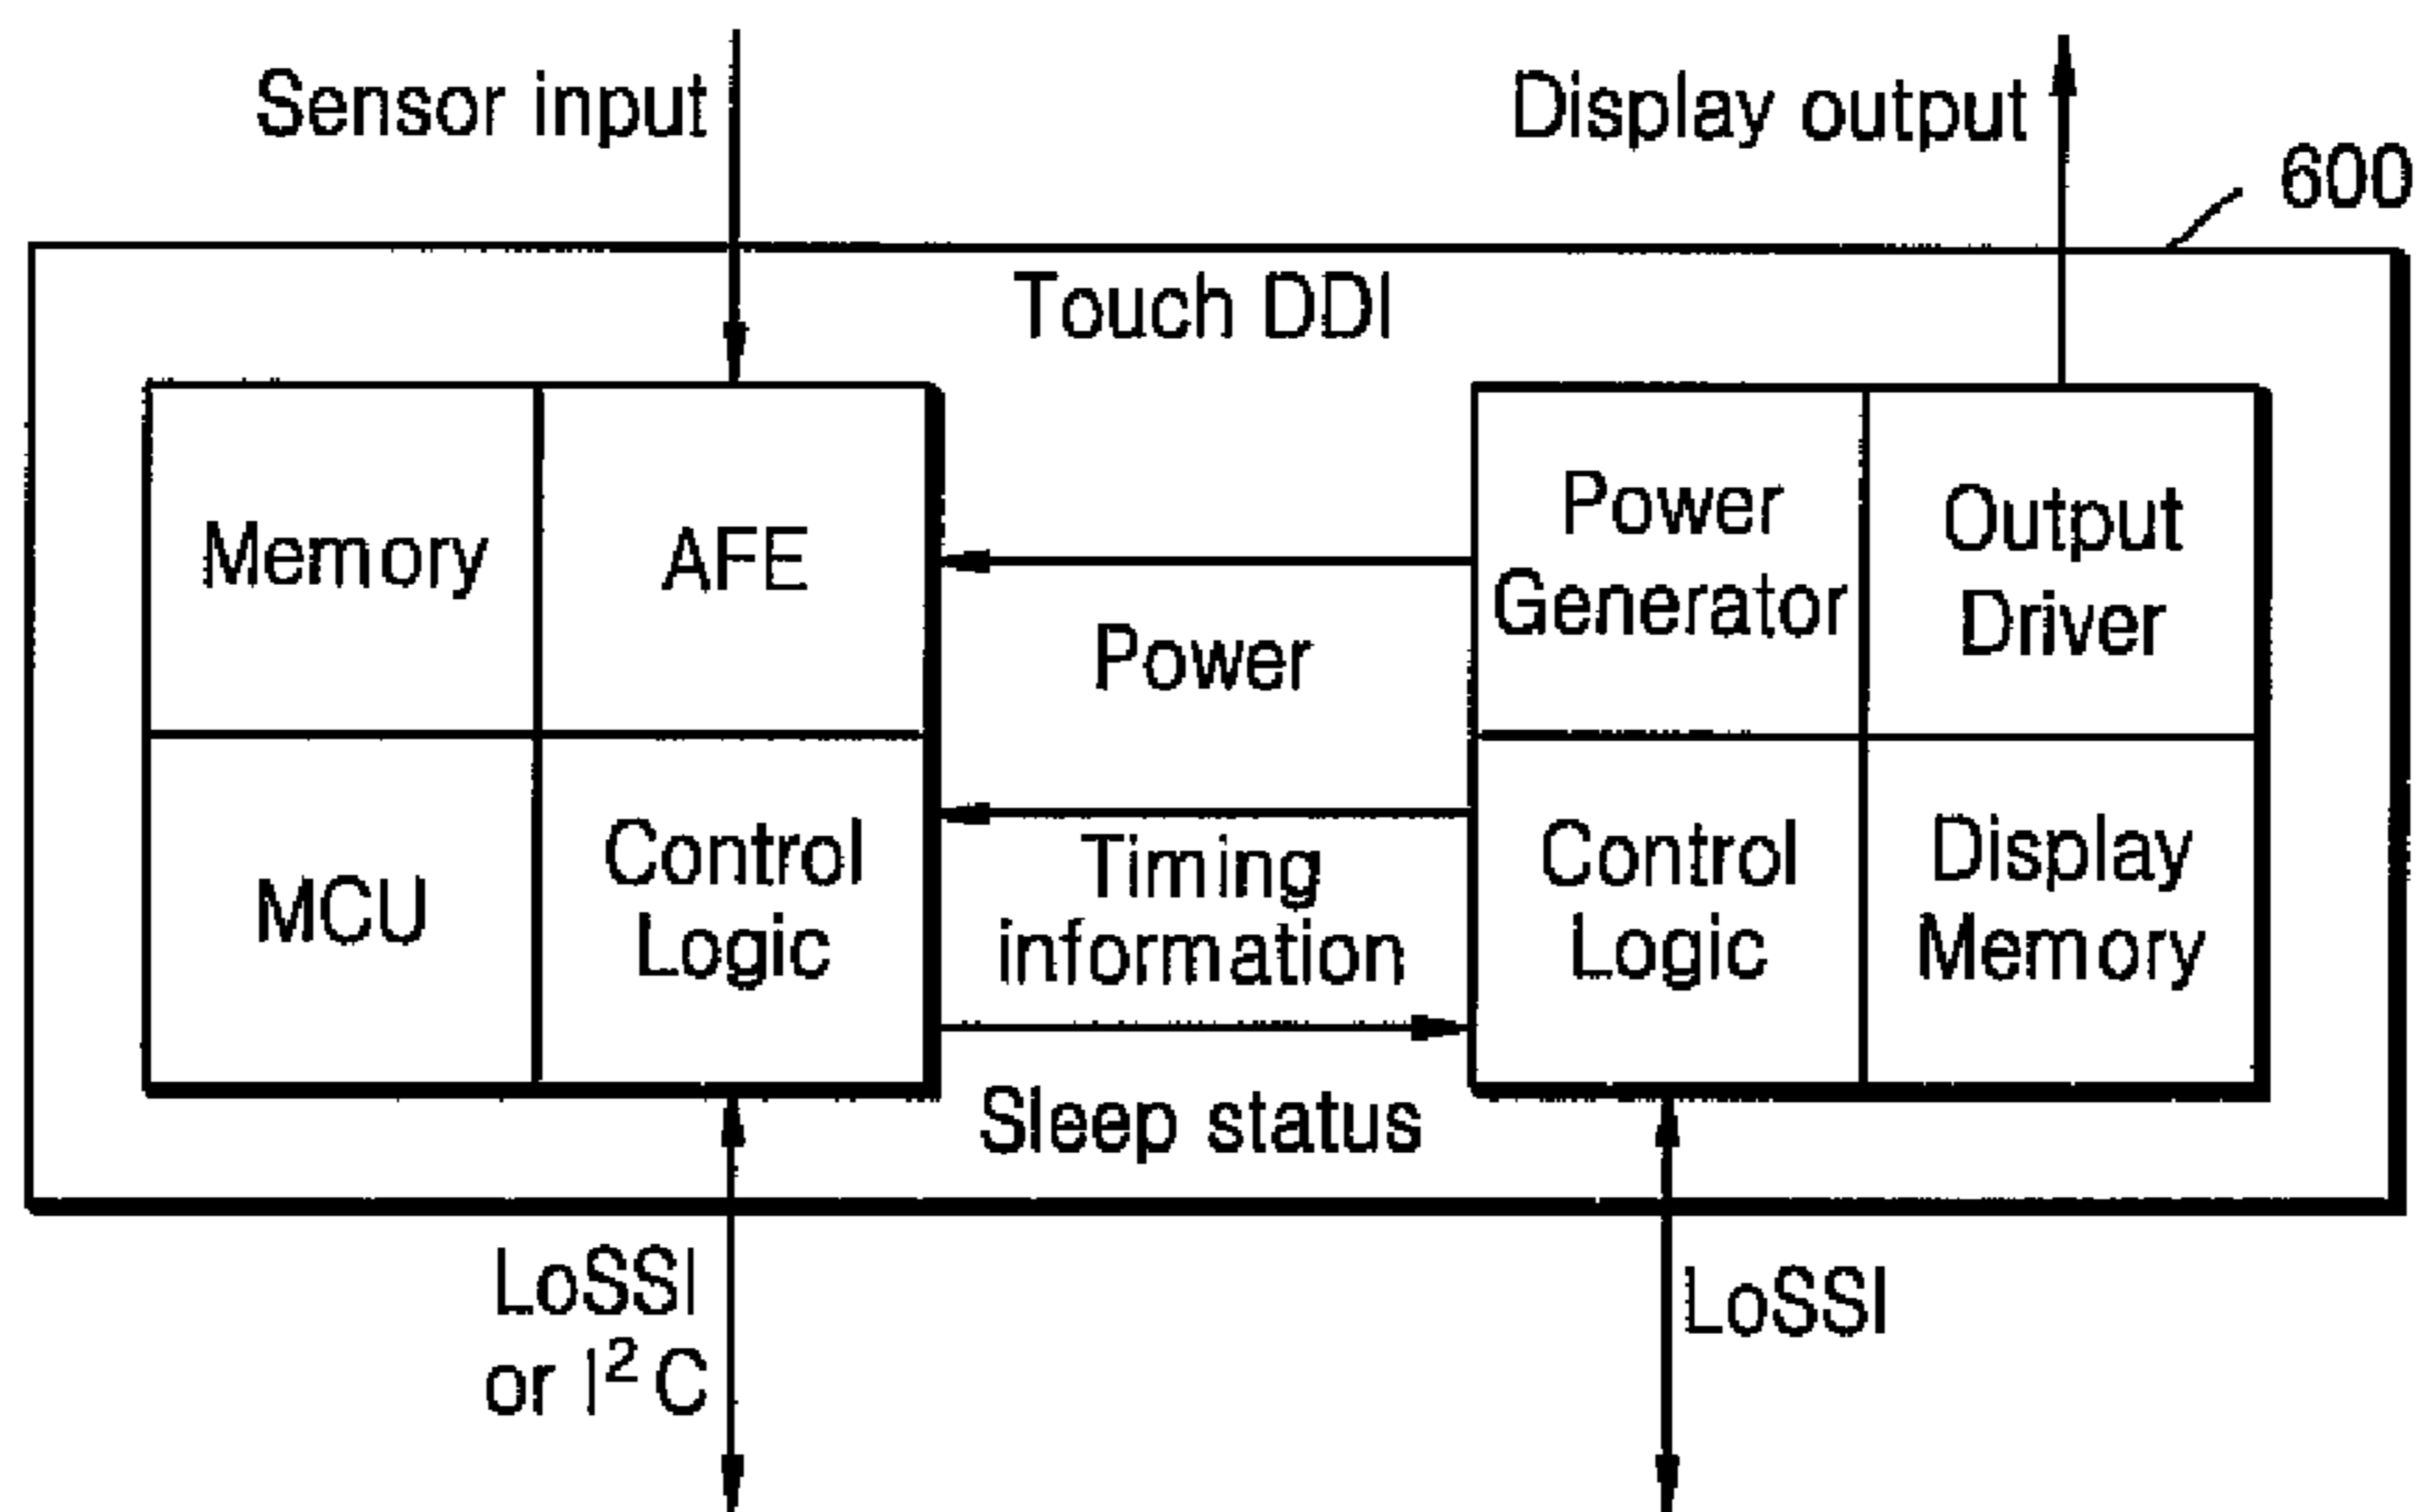 Sensor input
Display output
600
Touch DDI
Memory
AFE
Power
Generator
Output
Driver
Power
MCU
Control
Logic
Timing
information
Control
Logic
Display
Memory
Sleep status
LoSSI
or I² C
LoSSI